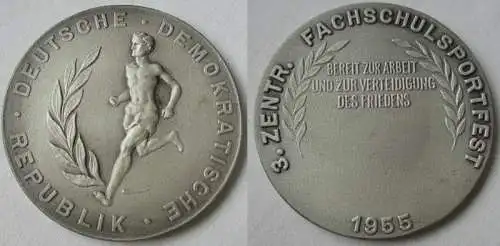 DEUTSCHE · DEMOKRATISCHE · REPUBLIK ·
3. ZENTR. FACHSCHULSPORTFEST
BEREIT ZUR ARBEIT
UND ZUR VERTEIDIGUNG
DES FRIEDENS
1955